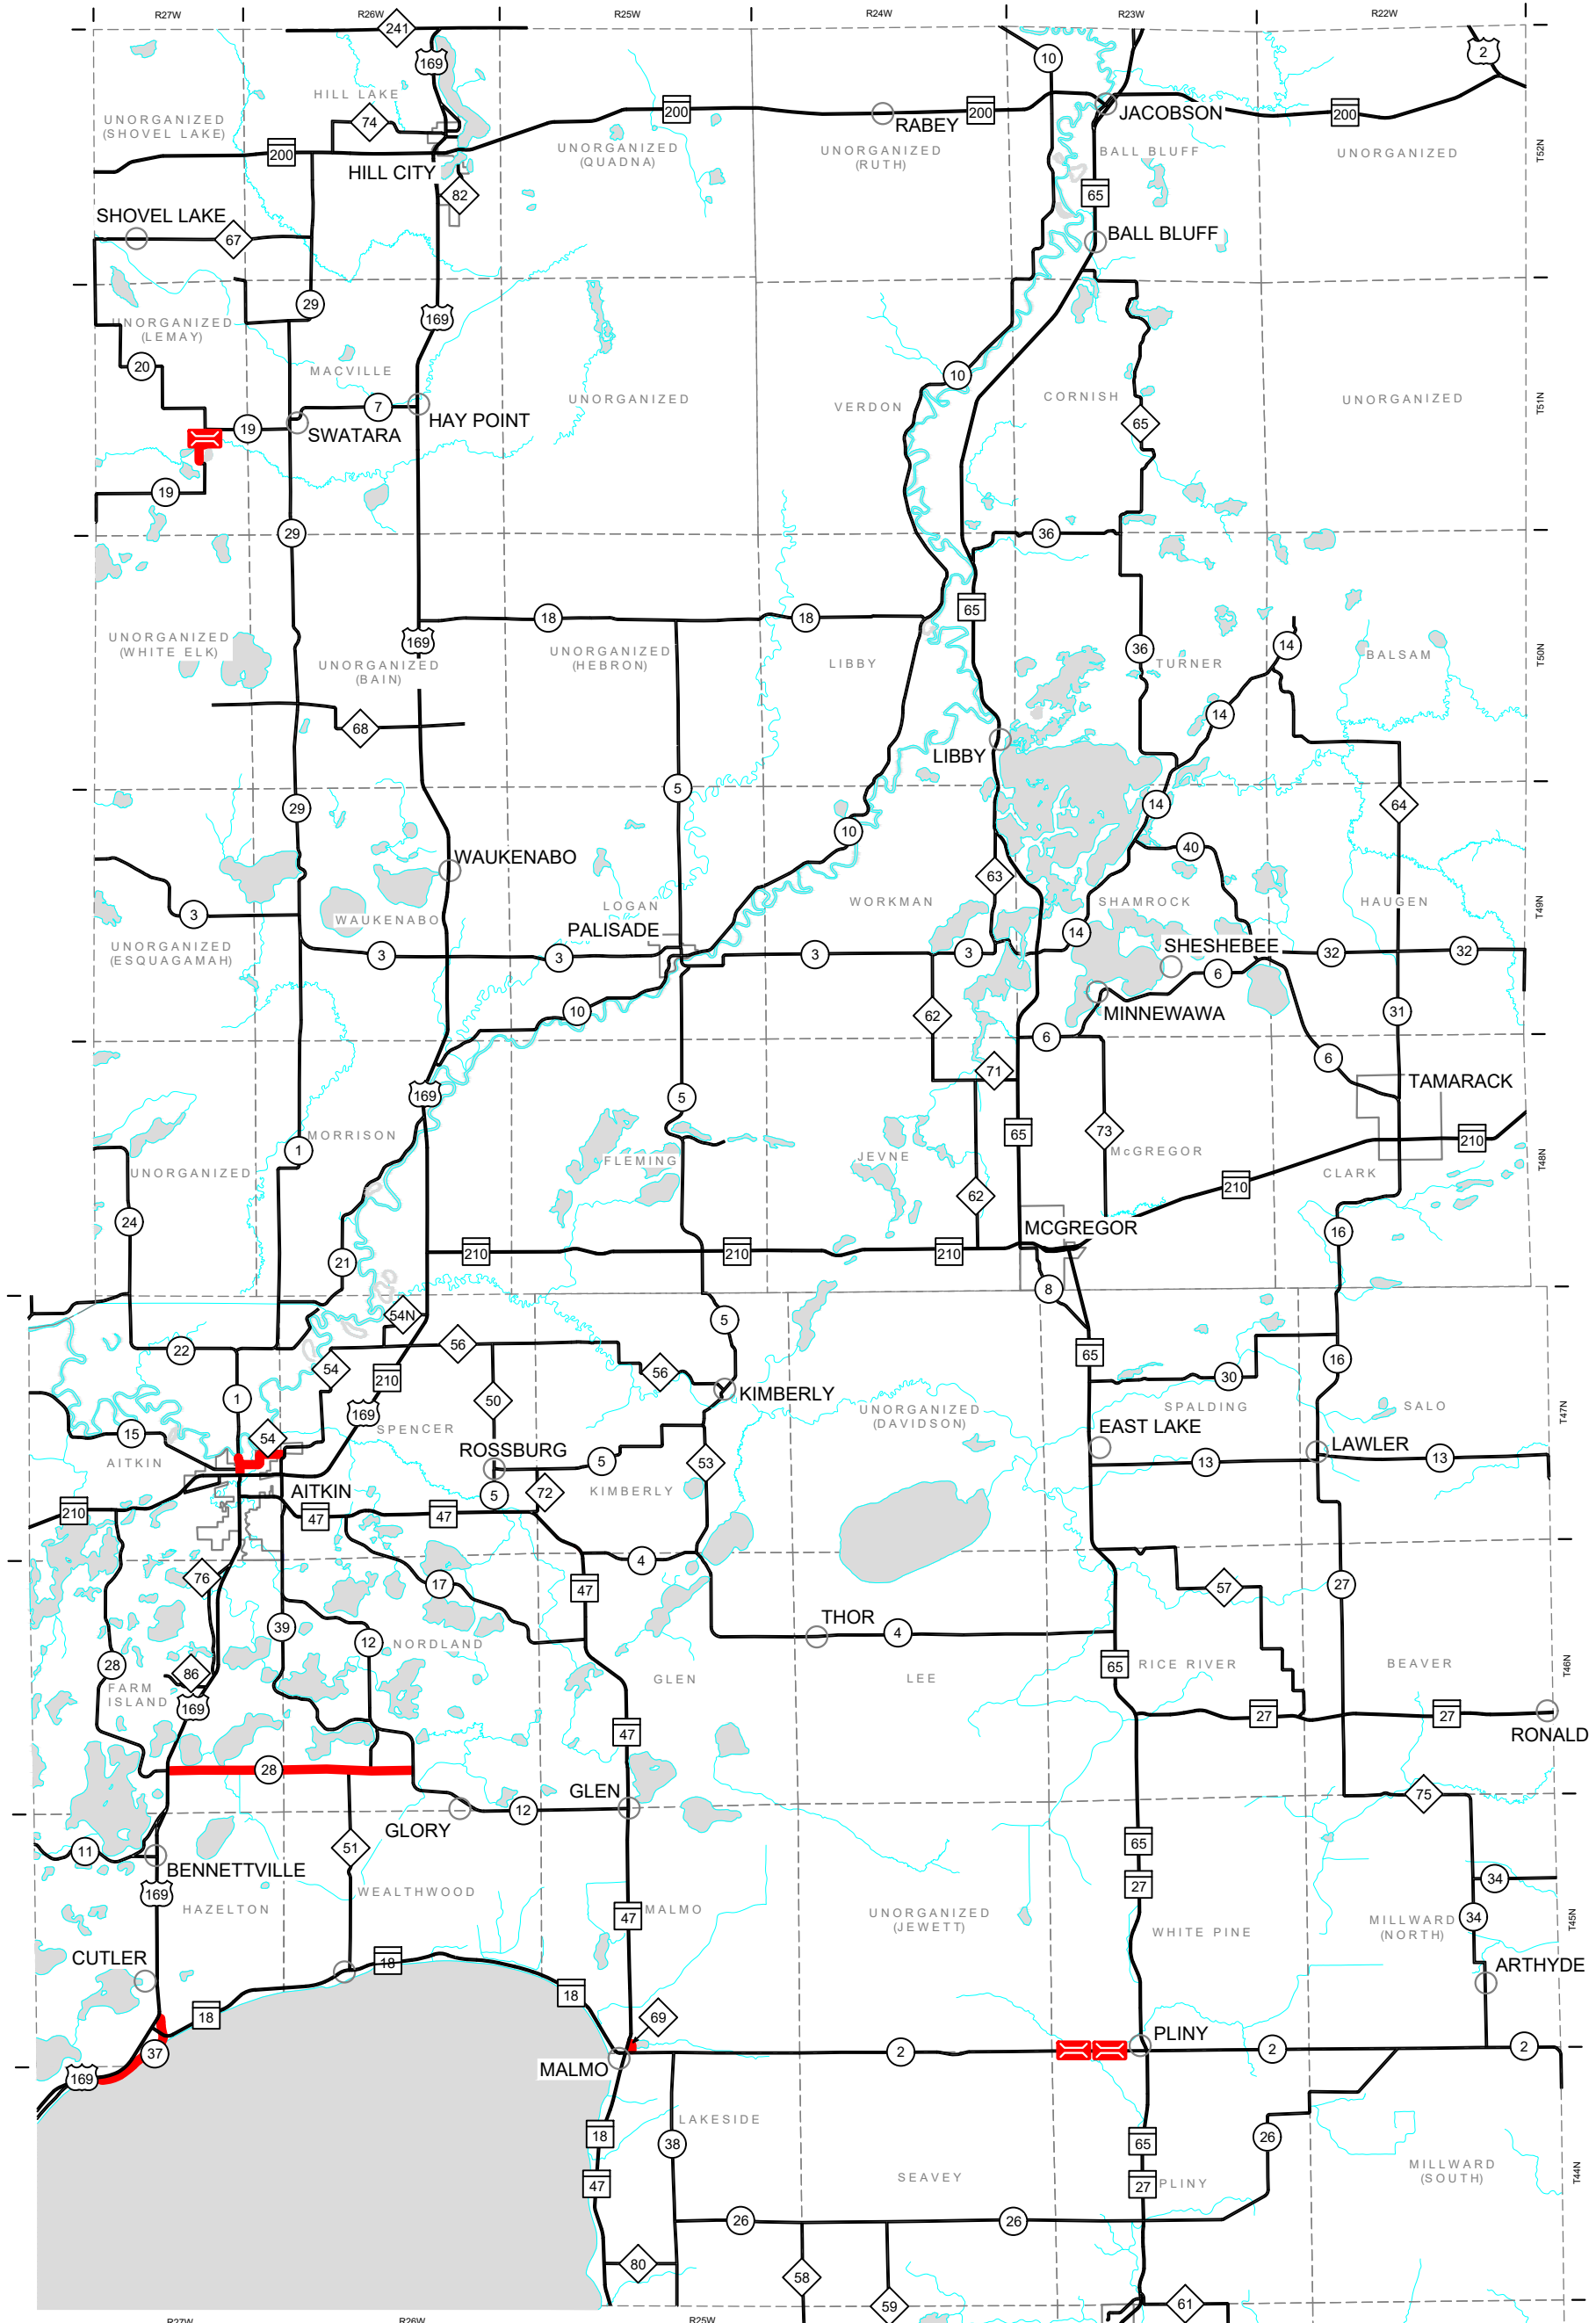 R27W
R26W
R25W
R24W
R23W
R22W
241
169
10
2
HILL LAKE
UNORGANIZED
(SHOVEL LAKE)
74
200
RABEY
200
JACOBSON
200
200
HILL CITY
UNORGANIZED
(QUADNA)
UNORGANIZED
(RUTH)
BALL BLUFF
UNORGANIZED
T52N
82
65
SHOVEL LAKE
67
BALL BLUFF
29
169
UNORGANIZED
(LEMAY)
20
MACVILLE
10
7
HAY POINT
UNORGANIZED
VERDON
CORNISH
UNORGANIZED
T51N
19
SWATARA
65
19
29
36
18
18
65
169
UNORGANIZED
(WHITE ELK)
UNORGANIZED
(BAIN)
UNORGANIZED
(HEBRON)
LIBBY
36
TURNER
14
BALSAM
T50N
68
14
LIBBY
5
29
10
14
64
40
WAUKENABO
63
3
WAUKENABO
LOGAN
WORKMAN
SHAMROCK
HAUGEN
T49N
UNORGANIZED
(ESQUAGAMAH)
PALISADE
14
SHESHEBEE
3
3
3
3
32
32
6
10
62
MINNEWAWA
31
6
6
71
TAMARACK
169
5
65
73
MORRISON
1
210
UNORGANIZED
FLEMING
JEVNE
McGREGOR
CLARK
T48N
62
210
24
MCGREGOR
16
21
210
210
210
8
54N
5
22
56
65
16
54
56
210
50
KIMBERLY
30
1
169
SPENCER
UNORGANIZED
(DAVIDSON)
SPALDING
SALO
T47N
15
54
ROSSBURG
EAST LAKE
LAWLER
AITKIN
5
53
13
13
AITKIN
5
72
KIMBERLY
210
47
47
4
76
17
47
57
27
39
12
NORDLAND
THOR
4
28
86
FARM
ISLAND
GLEN
LEE
65
RICE RIVER
BEAVER
T46N
169
47
27
27
RONALD
28
GLEN
75
12
GLORY
11
51
65
BENNETTVILLE
169
27
34
HAZELTON
WEALTHWOOD
47
MALMO
UNORGANIZED
(JEWETT)
WHITE PINE
MILLWARD
(NORTH)
34
T45N
CUTLER
18
ARTHYDE
18
18
69
37
PLINY
169
MALMO
2
2
2
LAKESIDE
18
38
65
26
SEAVEY
47
27
PLINY
MILLWARD
(SOUTH)
T44N
26
26
80
58
59
61
R27W
R26W
R25W